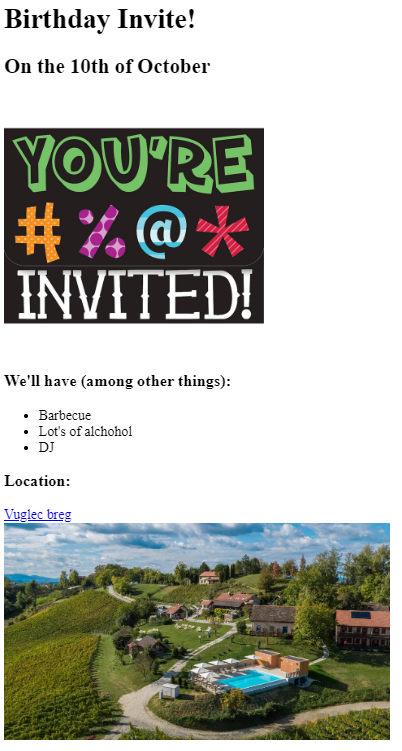 Birthday Invite!
On the 10th of October
YOU'RE
#%@*
INVITED!
We'll have (among other things):
Barbecue
Lot's of alchohol
DJ
Location:
Vuglec breg